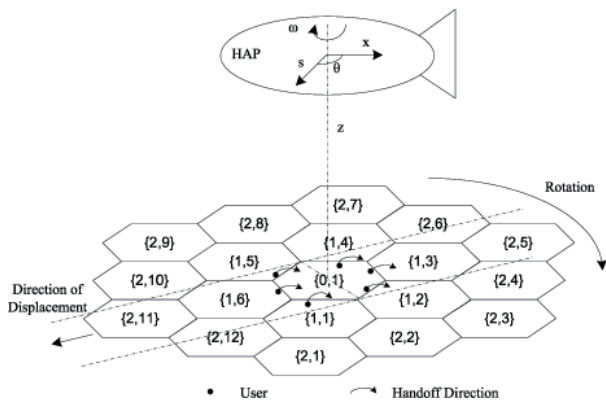 ω
HAP
x
s
θ
z
Rotation
{2,7}
{2,8}
{2,6}
{2,9}
{1,4}
{2,5}
{1,5}
{1,3}
{2,10}
{0,1}
{2,4}
Direction of
Displacement
{1,6}
{1,2}
{2,11}
{1,1}
{2,3}
{2,12}
{2,2}
{2,1}
User
Handoff Direction